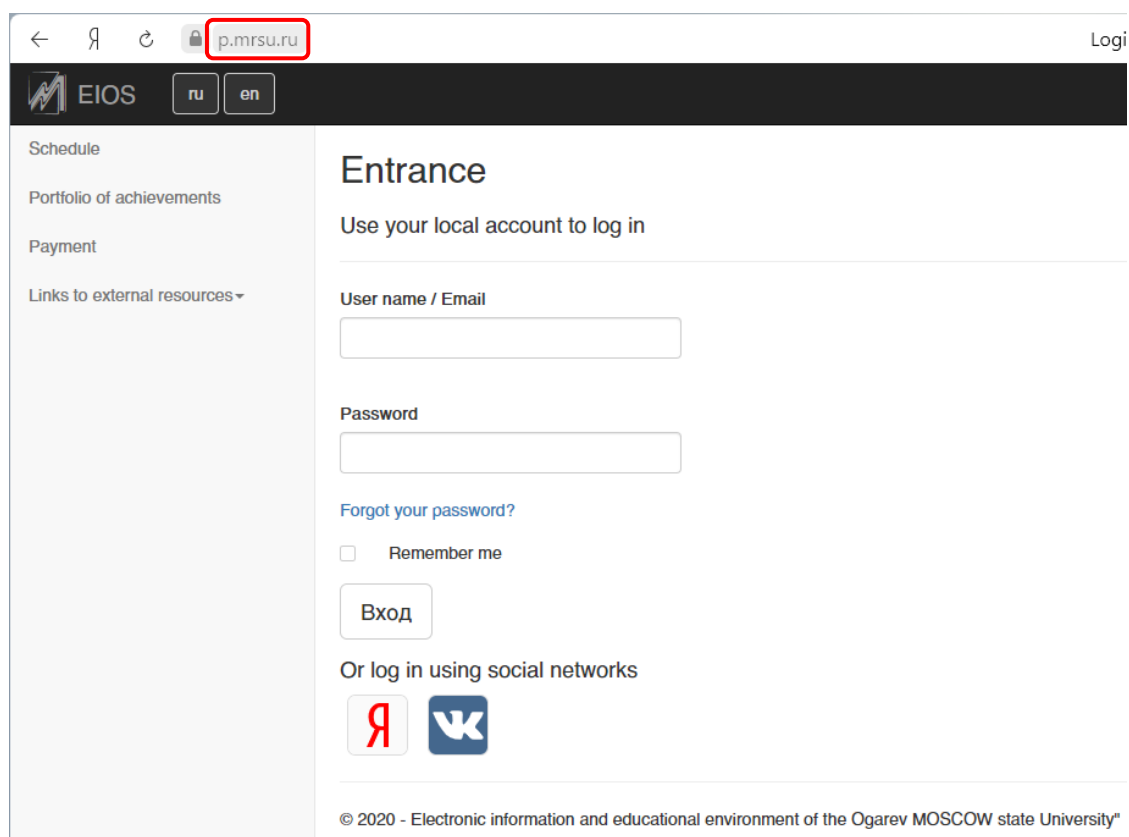 p.mrsu.ru
Logi
EIOS ru en
Schedule
Portfolio of achievements
Payment
Links to external resources
Entrance
Use your local account to log in
User name / Email
Password
Forgot your password?
Remember me
Вход
Or log in using social networks
Я
© 2020 - Electronic information and educational environment of the Ogarev MOSCOW state University"